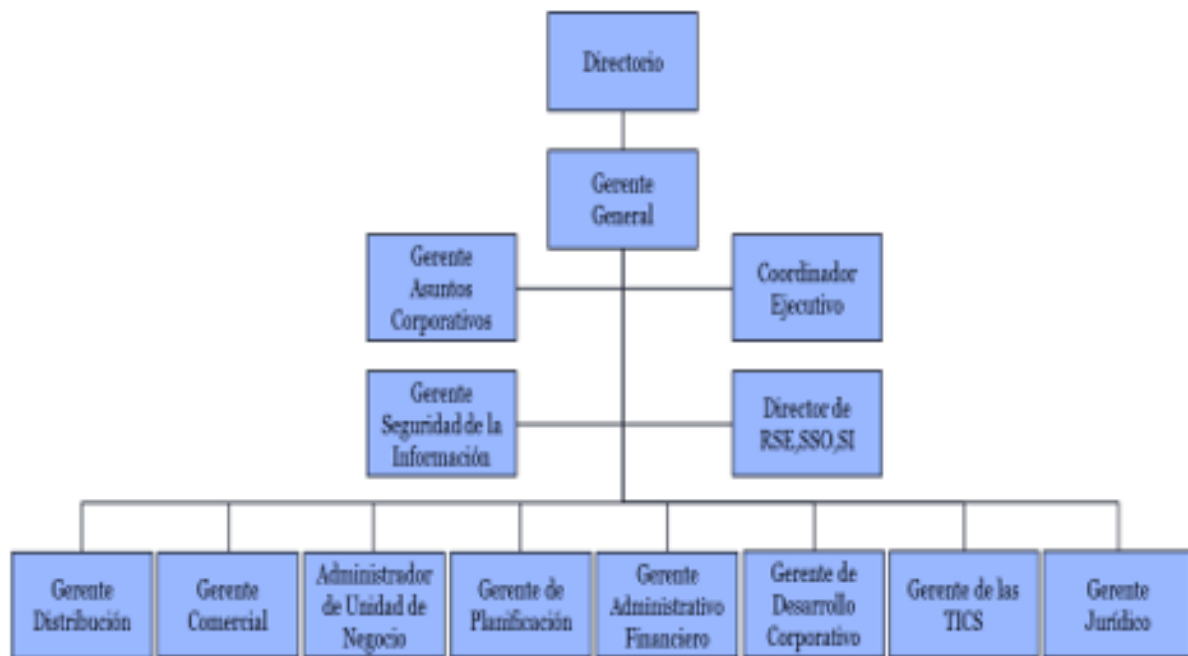 Directorio
Gerente
General
Gerente
Asuntos
Corporativos
Coordinador
Ejecutivo
Gerente
Seguridad de la
Información
Director de
RSE,SSO,SI
Gerente
Distribución
Gerente
Comercial
Administrador
de Unidad de
Negocio
Gerente de
Planificación
Gerente
Administrativo
Financiero
Gerente de
Desarrollo
Corporativo
Gerente de las
TICS
Gerente
Jurídico